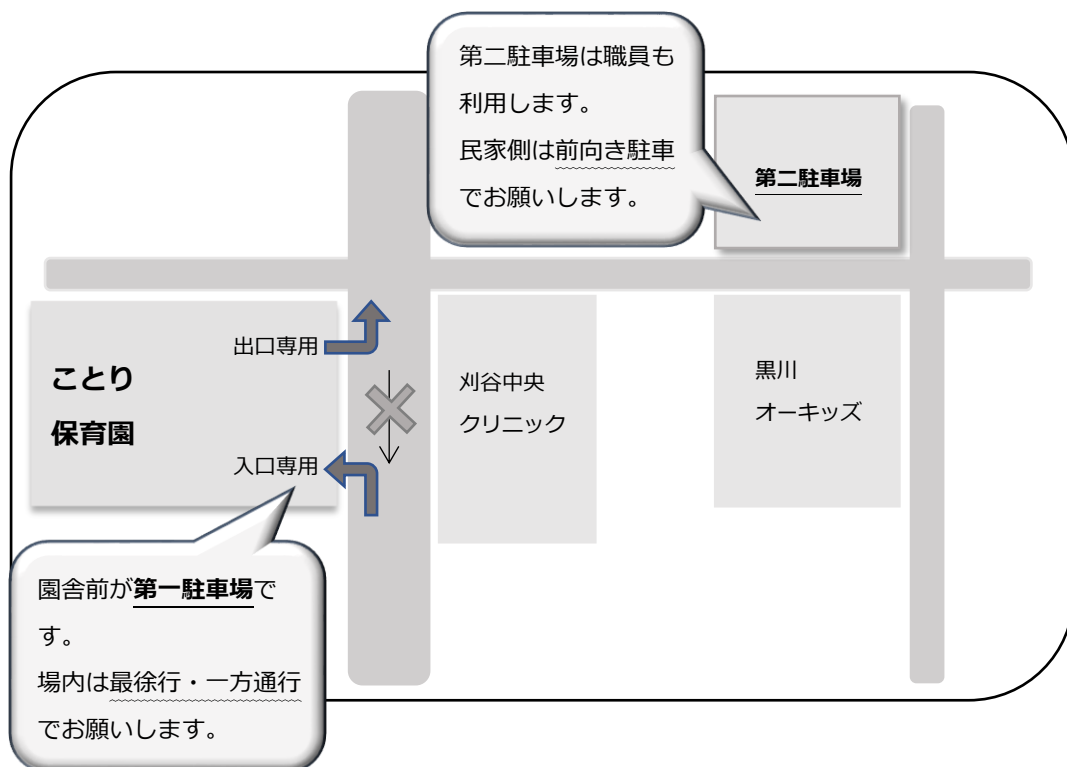 第二駐車場は職員も
利用します。
民家側は前向き駐車
でお願いします。
第二駐車場
出口専用
ことり
保育園
入口専用
刈谷中央
クリニック
黒川
オーキッズ
園舎前が第一駐車場で
す。
場内は最徐行・一方通行
でお願いします。